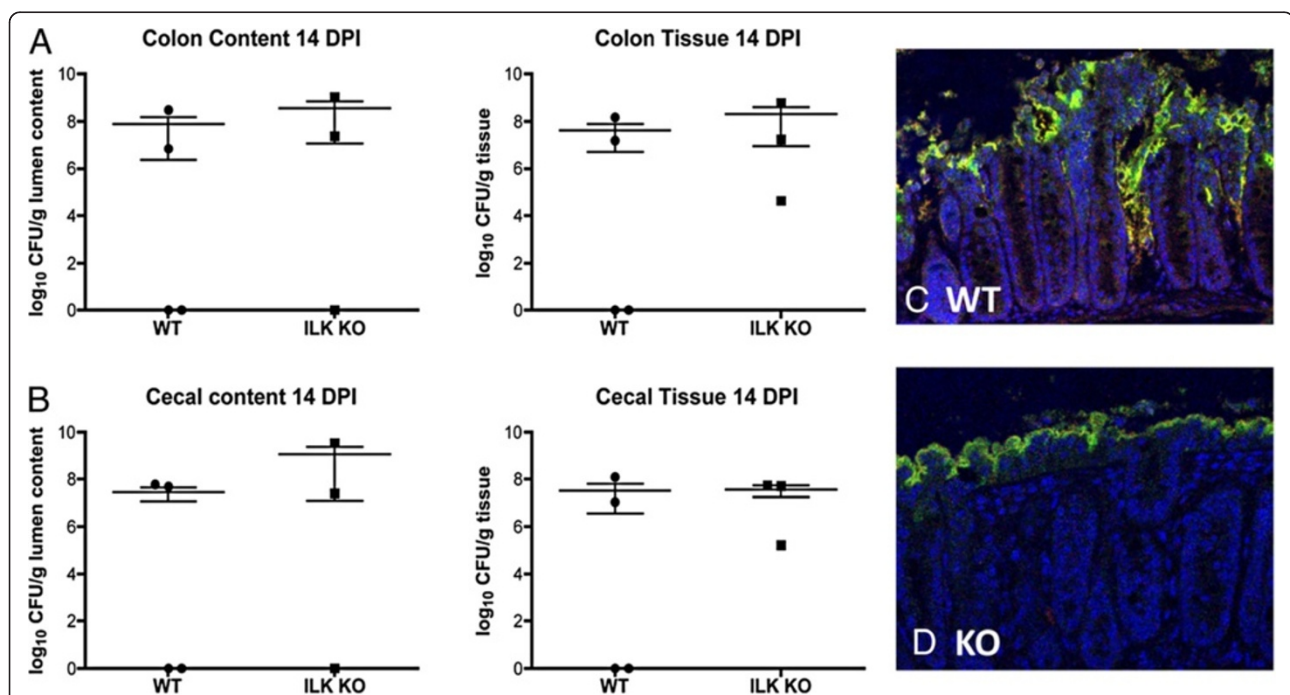 A
Colon Content 14 DPI
log₁₀ CFU/g lumen content
10
8
6
4
2
0
WT
ILK KO
Colon Tissue 14 DPI
log₁₀ CFU/g tissue
10
8
6
4
2
0
WT
ILK KO
C WT
B
Cecal content 14 DPI
log₁₀ CFU/g lumen content
10
8
6
4
2
0
WT
ILK KO
Cecal Tissue 14 DPI
log₁₀ CFU/g tissue
10
8
6
4
2
0
WT
ILK KO
D KO